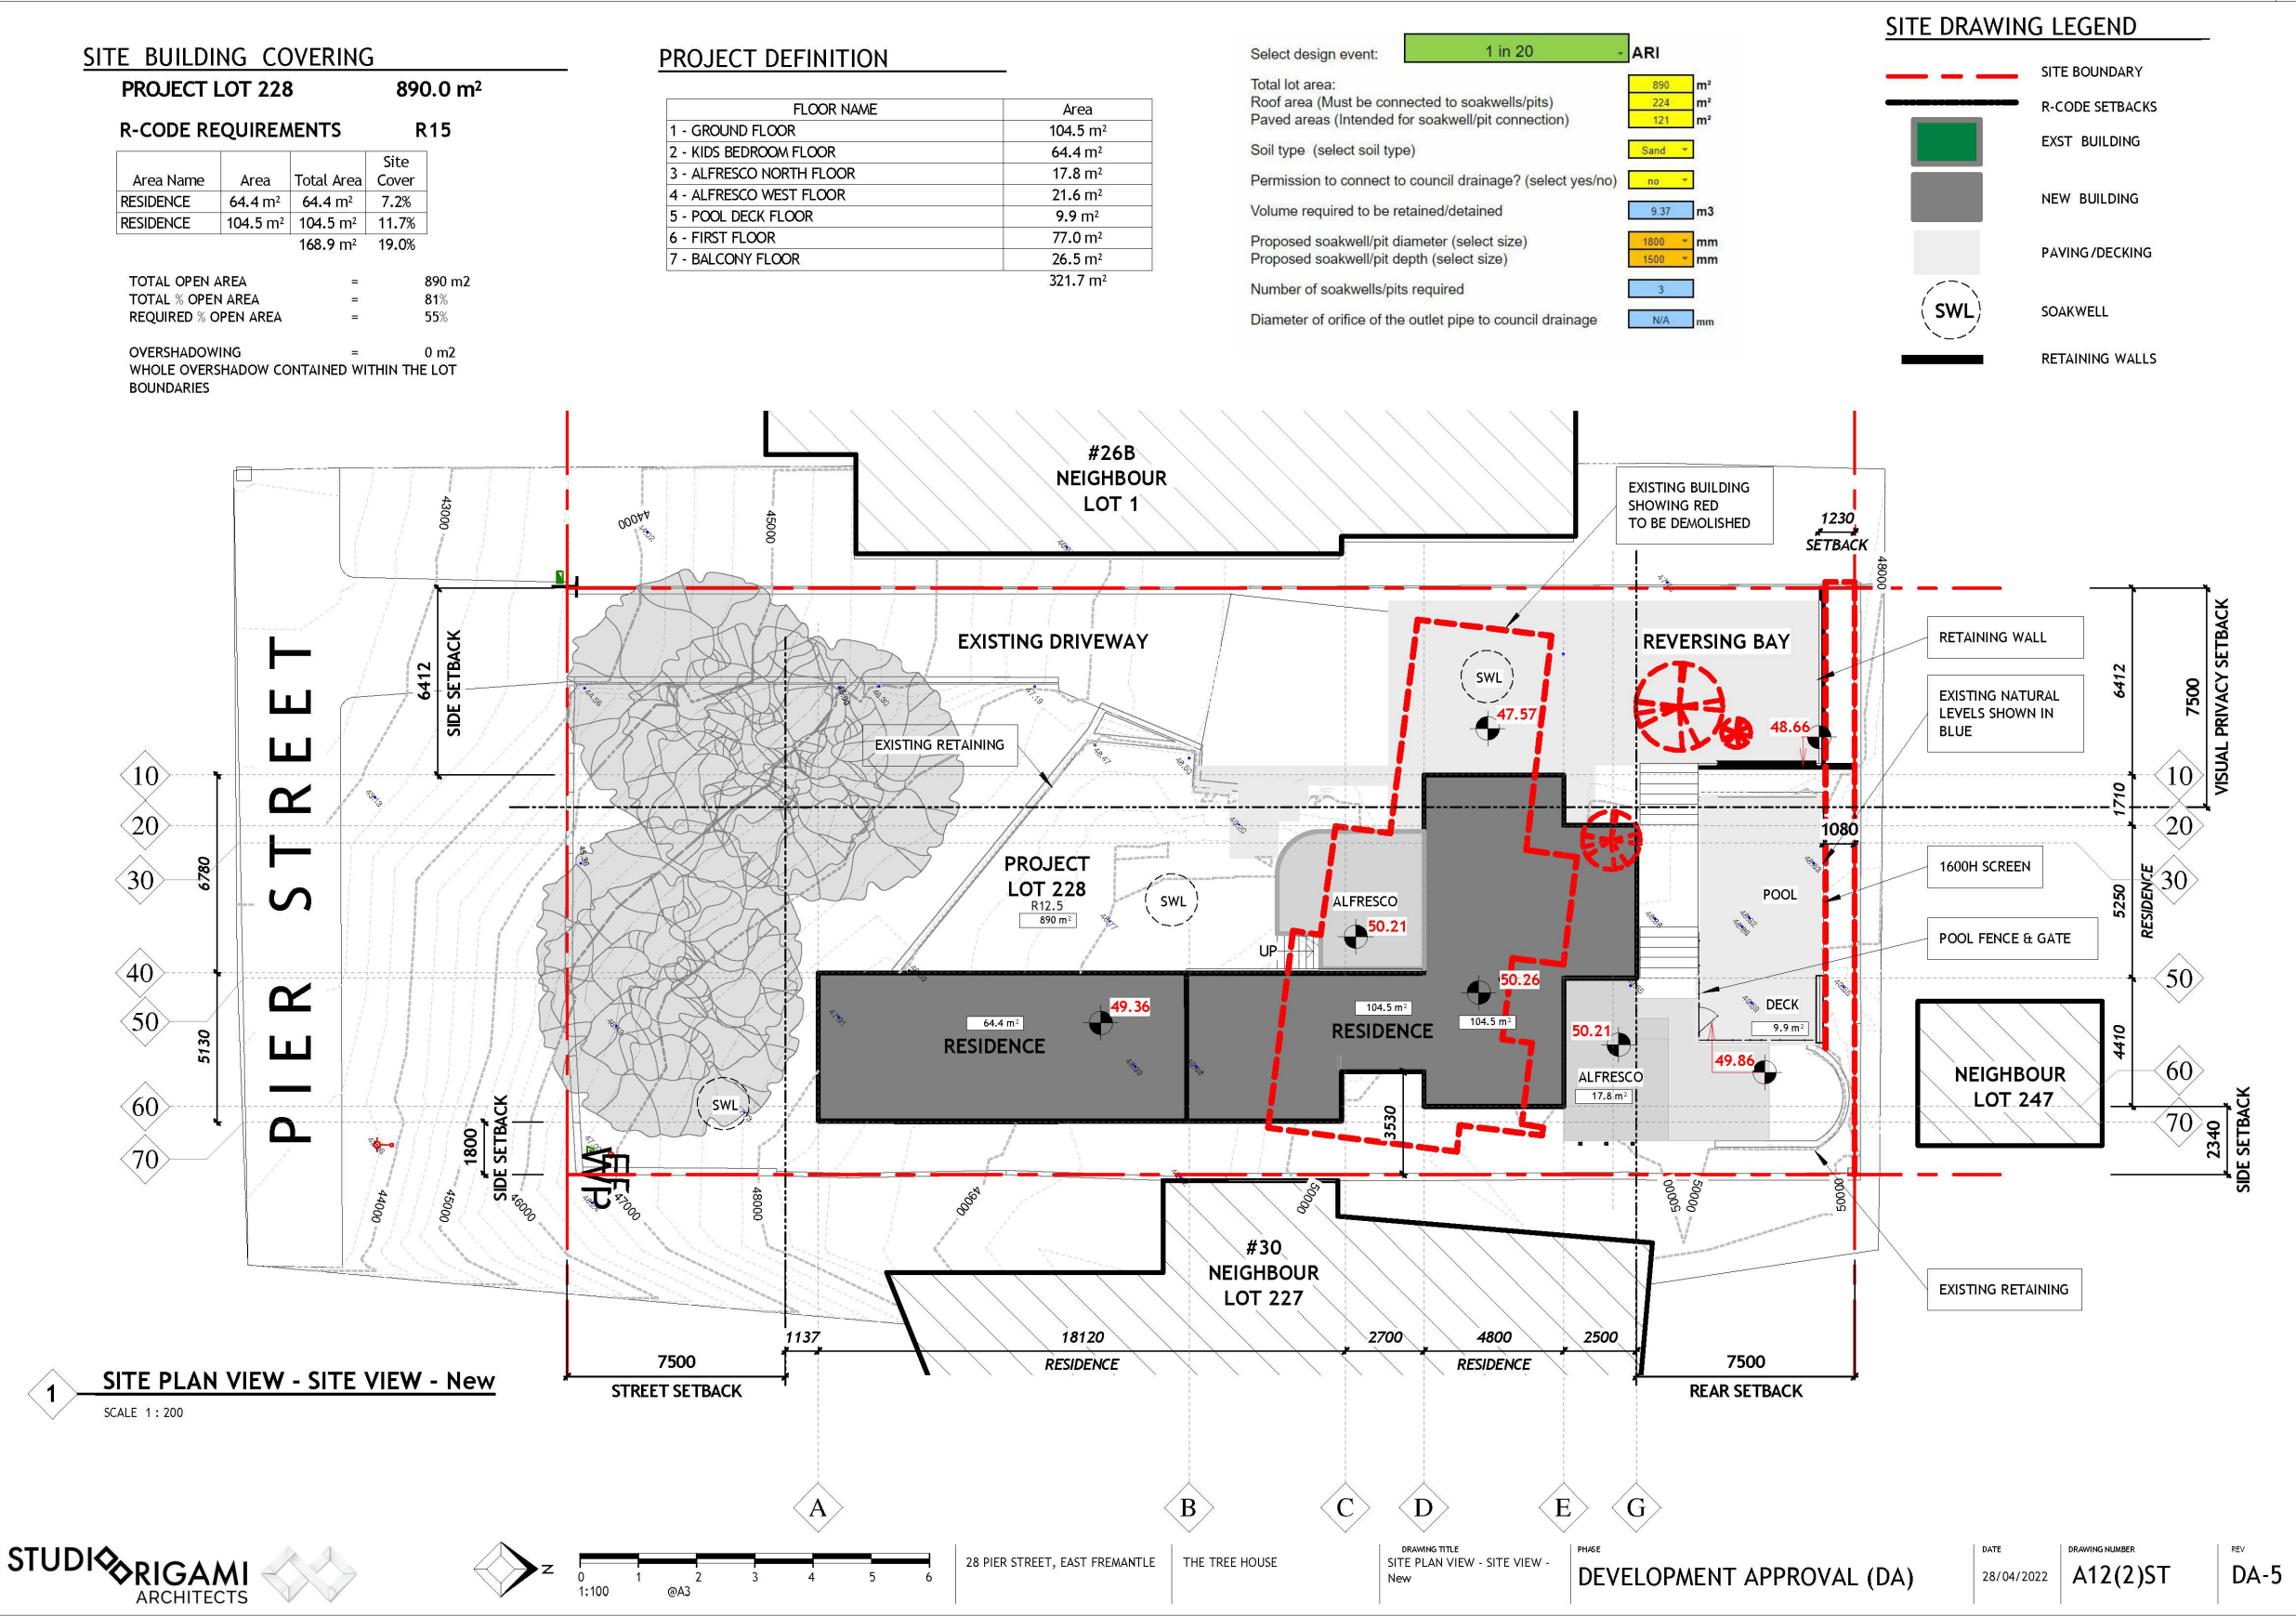 SITE BUILDING COVERING
PROJECT LOT 228 890.0 m²
R-CODE REQUIREMENTS R15
Area Name Area Total Area Site Cover
RESIDENCE 64.4 m² 64.4 m² 7.2%
RESIDENCE 104.5 m² 104.5 m² 11.7%
168.9 m² 19.0%
TOTAL OPEN AREA = 890 m2
TOTAL % OPEN AREA = 81%
REQUIRED % OPEN AREA = 55%
OVERSHADOWING = 0 m2
WHOLE OVERSHADOW CONTAINED WITHIN THE LOT
BOUNDARIES
PROJECT DEFINITION
FLOOR NAME Area
1 - GROUND FLOOR 104.5 m²
2 - KIDS BEDROOM FLOOR 64.4 m²
3 - ALFRESCO NORTH FLOOR 17.8 m²
4 - ALFRESCO WEST FLOOR 21.6 m²
5 - POOL DECK FLOOR 9.9 m²
6 - FIRST FLOOR 77.0 m²
7 - BALCONY FLOOR 26.5 m²
321.7 m²
Select design event: 1 in 20 ARI
Total lot area: 890 m²
Roof area (Must be connected to soakwells/pits) 224 m²
Paved areas (Intended for soakwell/pit connection) 121 m²
Soil type (select soil type) Sand
Permission to connect to council drainage? (select yes/no) no
Volume required to be retained/detained 9.37 m3
Proposed soakwell/pit diameter (select size) 1800 mm
Proposed soakwell/pit depth (select size) 1500 mm
Number of soakwells/pits required 3
Diameter of orifice of the outlet pipe to council drainage N/A mm
SITE DRAWING LEGEND
SITE BOUNDARY
R-CODE SETBACKS
EXST BUILDING
NEW BUILDING
PAVING/DECKING
SWL SOAKWELL
RETAINING WALLS
#26B
NEIGHBOUR
LOT 1
EXISTING BUILDING
SHOWING RED
TO BE DEMOLISHED
1230
SETBACK
43000
44000
45000
48000
PIER STREET
6412
SIDE SETBACK
EXISTING DRIVEWAY
REVERSING BAY
SWL
47.57
48.66
EXISTING RETAINING
RETAINING WALL
EXISTING NATURAL
LEVELS SHOWN IN
BLUE
6412
7500
VISUAL PRIVACY SETBACK
10
20
30
40
50
60
70
6780
5130
PROJECT
LOT 228
R12.5
890 m²
SWL
ALFRESCO
50.21
UP
1080
POOL
1600H SCREEN
POOL FENCE & GATE
10
20
30
50
60
70
1710
5250
RESIDENCE
4410
2340
SIDE SETBACK
49.36
64.4 m²
RESIDENCE
50.26
104.5 m²
RESIDENCE
104.5 m²
50.21
ALFRESCO
17.8 m²
DECK
9.9 m²
49.86
NEIGHBOUR
LOT 247
SWL
1800
SIDE SETBACK
3530
44000
45000
46000
47000
48000
49000
50000
50000
50000
50000
#30
NEIGHBOUR
LOT 227
EXISTING RETAINING
1137
18120
RESIDENCE
2700
4800
RESIDENCE
2500
7500
STREET SETBACK
7500
REAR SETBACK
1
SITE PLAN VIEW - SITE VIEW - New
SCALE 1 : 200
A
B
C
D
E
G
STUDIO ORIGAMI
ARCHITECTS
N
0 1 2 3 4 5 6
1:100 @A3
28 PIER STREET, EAST FREMANTLE
THE TREE HOUSE
DRAWING TITLE
SITE PLAN VIEW - SITE VIEW -
New
PHASE
DEVELOPMENT APPROVAL (DA)
DATE
28/04/2022
DRAWING NUMBER
A12(2)ST
REV
DA-5